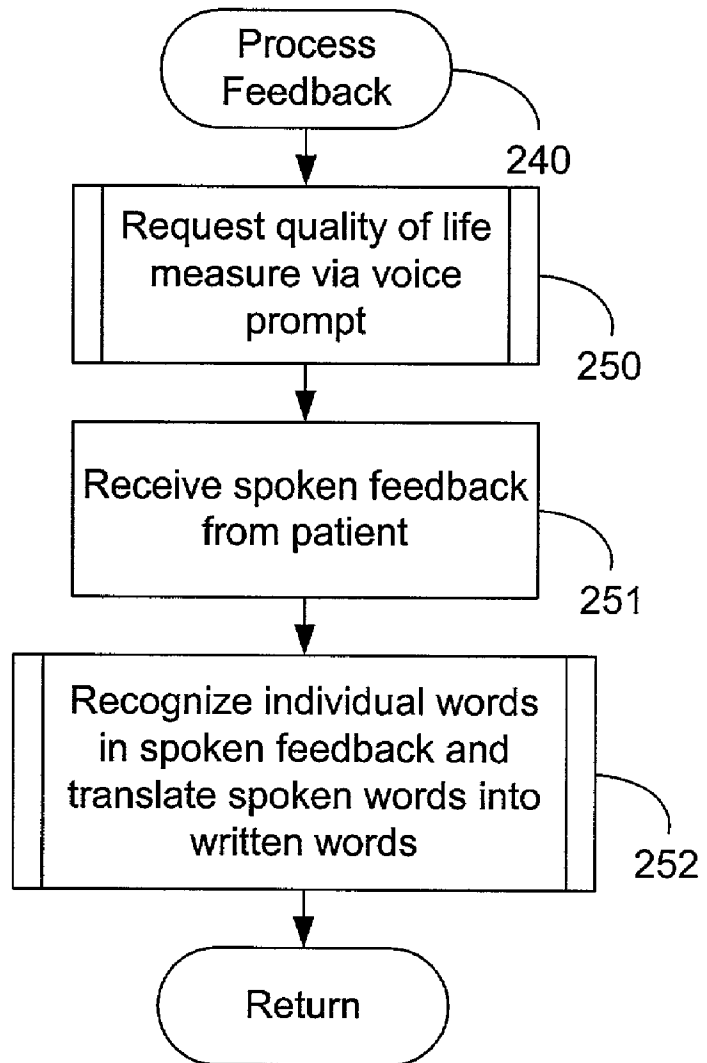 Process
Feedback
240
Request quality of life
measure via voice
prompt
250
Receive spoken feedback
from patient
251
Recognize individual words
in spoken feedback and
translate spoken words into
written words
252
Return